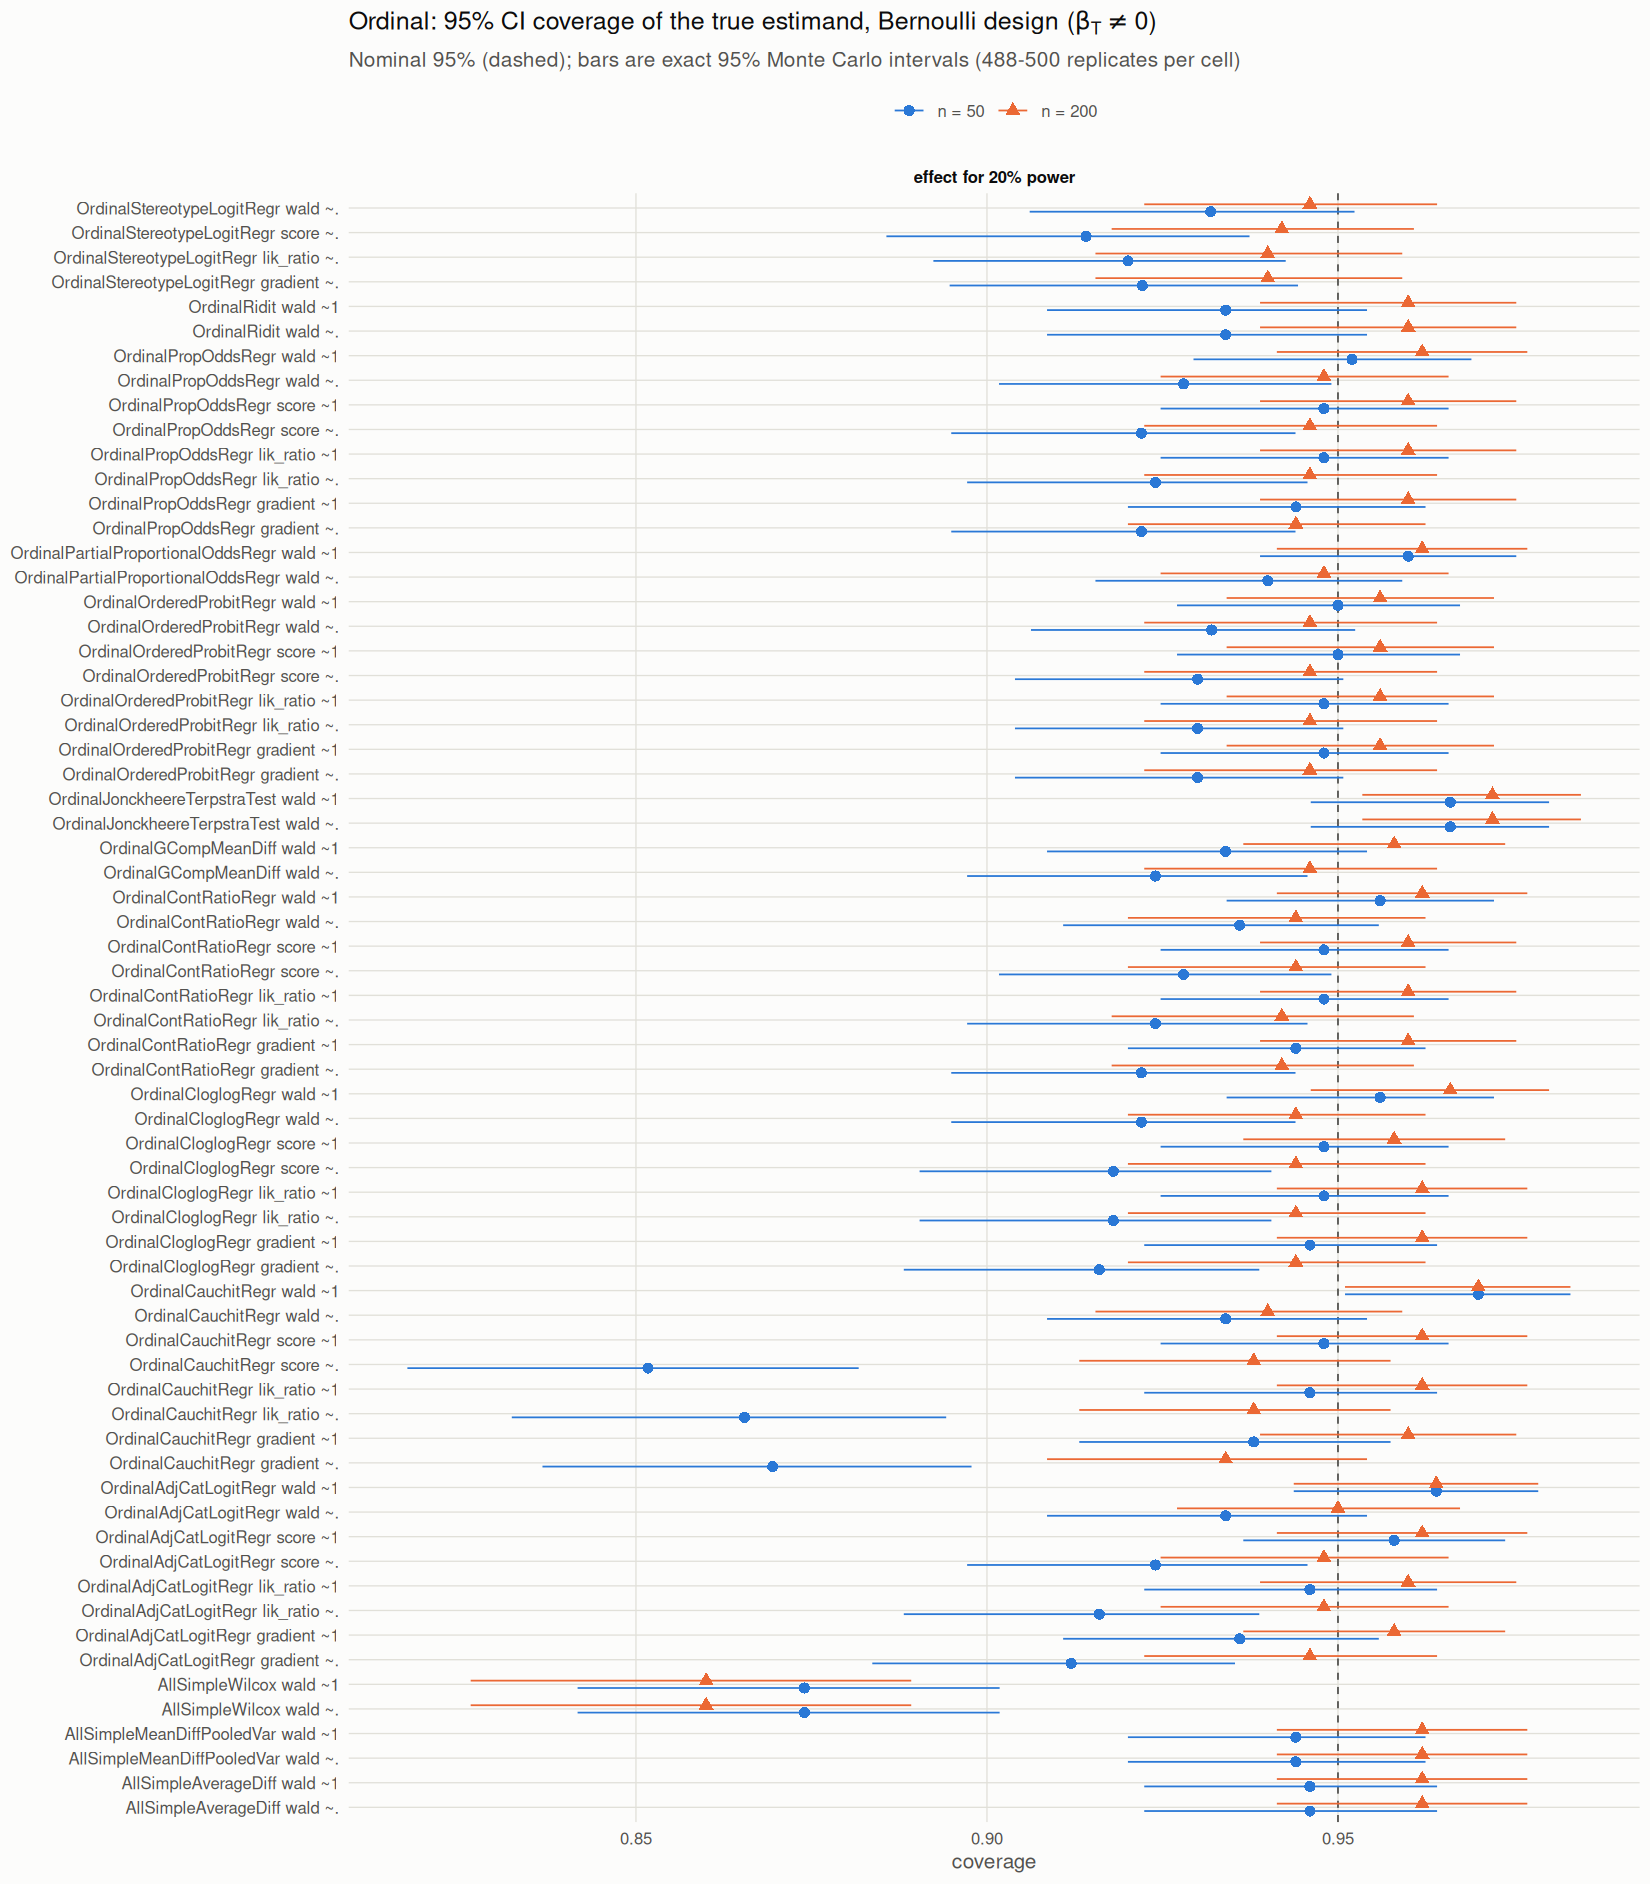 Ordinal: 95% CI coverage of the true estimand, Bernoulli design (β_T ≠ 0)
Nominal 95% (dashed); bars are exact 95% Monte Carlo intervals (488-500 replicates per cell)
n = 50 n = 200
effect for 20% power
OrdinalStereotypeLogitRegr wald ~.
OrdinalStereotypeLogitRegr score ~.
OrdinalStereotypeLogitRegr lik_ratio ~.
OrdinalStereotypeLogitRegr gradient ~.
OrdinalRidit wald ~1
OrdinalRidit wald ~.
OrdinalPropOddsRegr wald ~1
OrdinalPropOddsRegr wald ~.
OrdinalPropOddsRegr score ~1
OrdinalPropOddsRegr score ~.
OrdinalPropOddsRegr lik_ratio ~1
OrdinalPropOddsRegr lik_ratio ~.
OrdinalPropOddsRegr gradient ~1
OrdinalPropOddsRegr gradient ~.
OrdinalPartialProportionalOddsRegr wald ~1
OrdinalPartialProportionalOddsRegr wald ~.
OrdinalOrderedProbitRegr wald ~1
OrdinalOrderedProbitRegr wald ~.
OrdinalOrderedProbitRegr score ~1
OrdinalOrderedProbitRegr score ~.
OrdinalOrderedProbitRegr lik_ratio ~1
OrdinalOrderedProbitRegr lik_ratio ~.
OrdinalOrderedProbitRegr gradient ~1
OrdinalOrderedProbitRegr gradient ~.
OrdinalJonckheereTerpstraTest wald ~1
OrdinalJonckheereTerpstraTest wald ~.
OrdinalGCompMeanDiff wald ~1
OrdinalGCompMeanDiff wald ~.
OrdinalContRatioRegr wald ~1
OrdinalContRatioRegr wald ~.
OrdinalContRatioRegr score ~1
OrdinalContRatioRegr score ~.
OrdinalContRatioRegr lik_ratio ~1
OrdinalContRatioRegr lik_ratio ~.
OrdinalContRatioRegr gradient ~1
OrdinalContRatioRegr gradient ~.
OrdinalCloglogRegr wald ~1
OrdinalCloglogRegr wald ~.
OrdinalCloglogRegr score ~1
OrdinalCloglogRegr score ~.
OrdinalCloglogRegr lik_ratio ~1
OrdinalCloglogRegr lik_ratio ~.
OrdinalCloglogRegr gradient ~1
OrdinalCloglogRegr gradient ~.
OrdinalCauchitRegr wald ~1
OrdinalCauchitRegr wald ~.
OrdinalCauchitRegr score ~1
OrdinalCauchitRegr score ~.
OrdinalCauchitRegr lik_ratio ~1
OrdinalCauchitRegr lik_ratio ~.
OrdinalCauchitRegr gradient ~1
OrdinalCauchitRegr gradient ~.
OrdinalAdjCatLogitRegr wald ~1
OrdinalAdjCatLogitRegr wald ~.
OrdinalAdjCatLogitRegr score ~1
OrdinalAdjCatLogitRegr score ~.
OrdinalAdjCatLogitRegr lik_ratio ~1
OrdinalAdjCatLogitRegr lik_ratio ~.
OrdinalAdjCatLogitRegr gradient ~1
OrdinalAdjCatLogitRegr gradient ~.
AllSimpleWilcox wald ~1
AllSimpleWilcox wald ~.
AllSimpleMeanDiffPooledVar wald ~1
AllSimpleMeanDiffPooledVar wald ~.
AllSimpleAverageDiff wald ~1
AllSimpleAverageDiff wald ~.
0.85 0.90 0.95
coverage